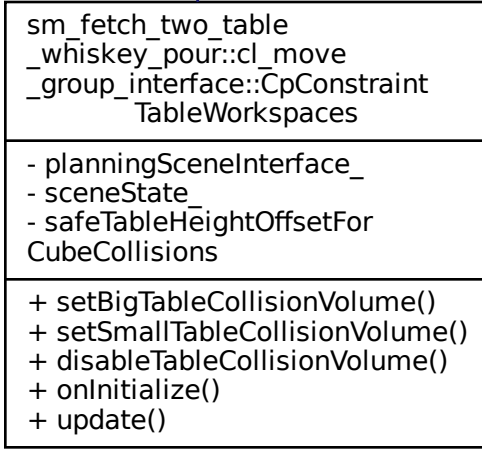 sm_fetch_two_table
_whiskey_pour::cl_move
_group_interface::CpConstraint
TableWorkspaces
- planningSceneInterface_
- sceneState_
- safeTableHeightOffsetFor
CubeCollisions
+ setBigTableCollisionVolume()
+ setSmallTableCollisionVolume()
+ disableTableCollisionVolume()
+ onInitialize()
+ update()